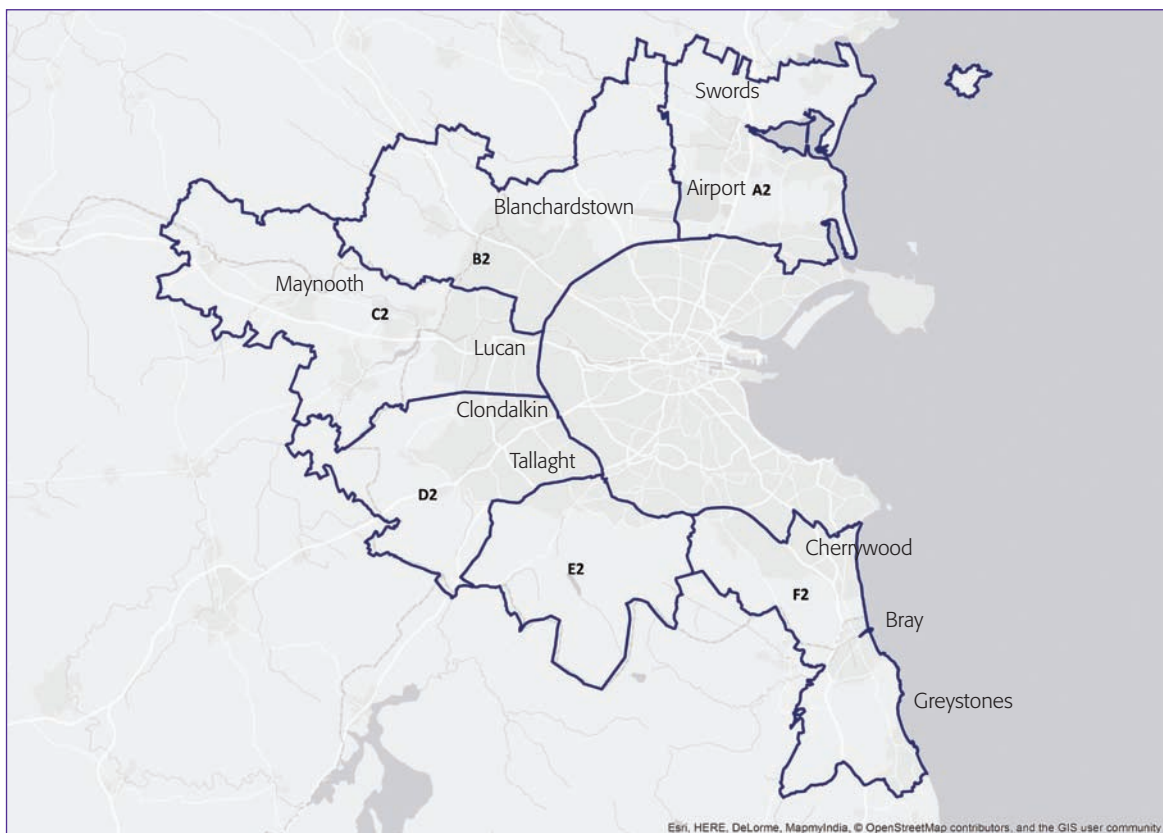 Swords
Airport A2
Blanchardstown
B2
Maynooth
C2
Lucan
Clondalkin
Tallaght
D2
Cherrywood
E2
F2
Bray
Greystones
Esri, HERE, DeLorme, MapmyIndia, © OpenStreetMap contributors, and the GIS user community